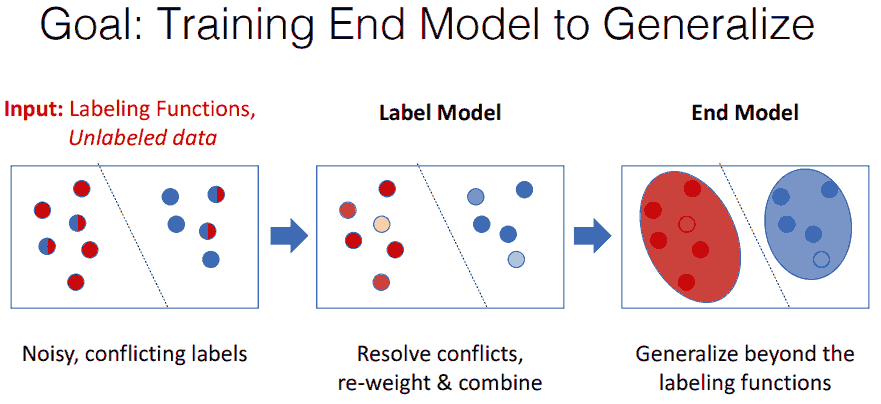 Goal: Training End Model to Generalize
Input: Labeling Functions,
Unlabeled data
Label Model
End Model
Noisy, conflicting labels
Resolve conflicts,
re-weight & combine
Generalize beyond the
labeling functions